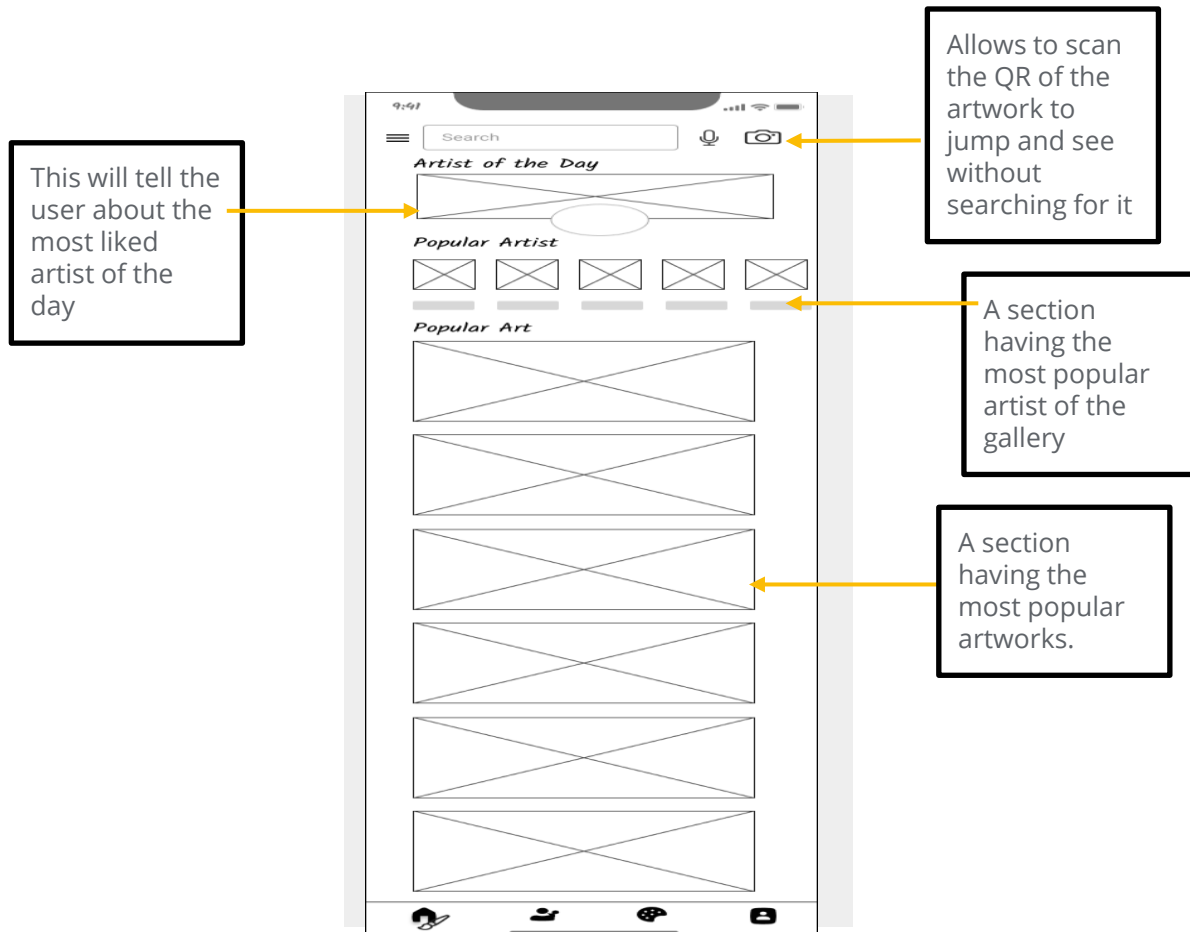 Allows to scan
the QR of the
artwork to
jump and see
without
searching for it
9:41
Search
Artist of the Day
This will tell the
user about the
most liked
artist of the
day
Popular Artist
A section
having the
most popular
artist of the
gallery
Popular Art
A section
having the
most popular
artworks.